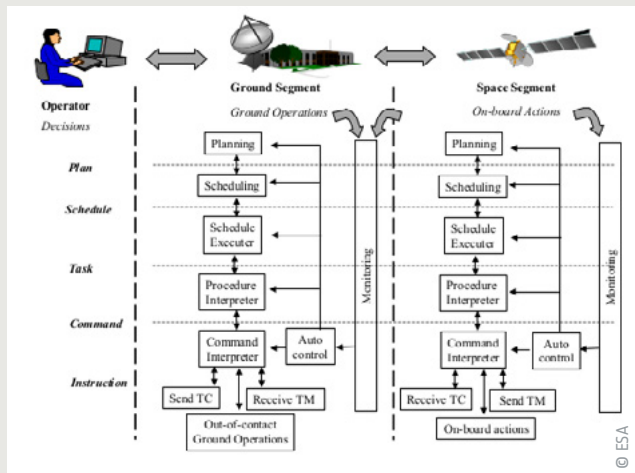 Operator
Decisions
Plan
Schedule
Task
Command
Instruction
Ground Segment
Ground Operations
Planning
Scheduling
Schedule
Executer
Procedure
Interpreter
Command
Interpreter
Auto
control
Monitoring
Send TC
Receive TM
Out-of-contact
Ground Operations
Space Segment
On-board Actions
Planning
Scheduling
Schedule
Executer
Procedure
Interpreter
Command
Interpreter
Auto
control
Monitoring
Receive TC
Send TM
On-board actions
© ESA